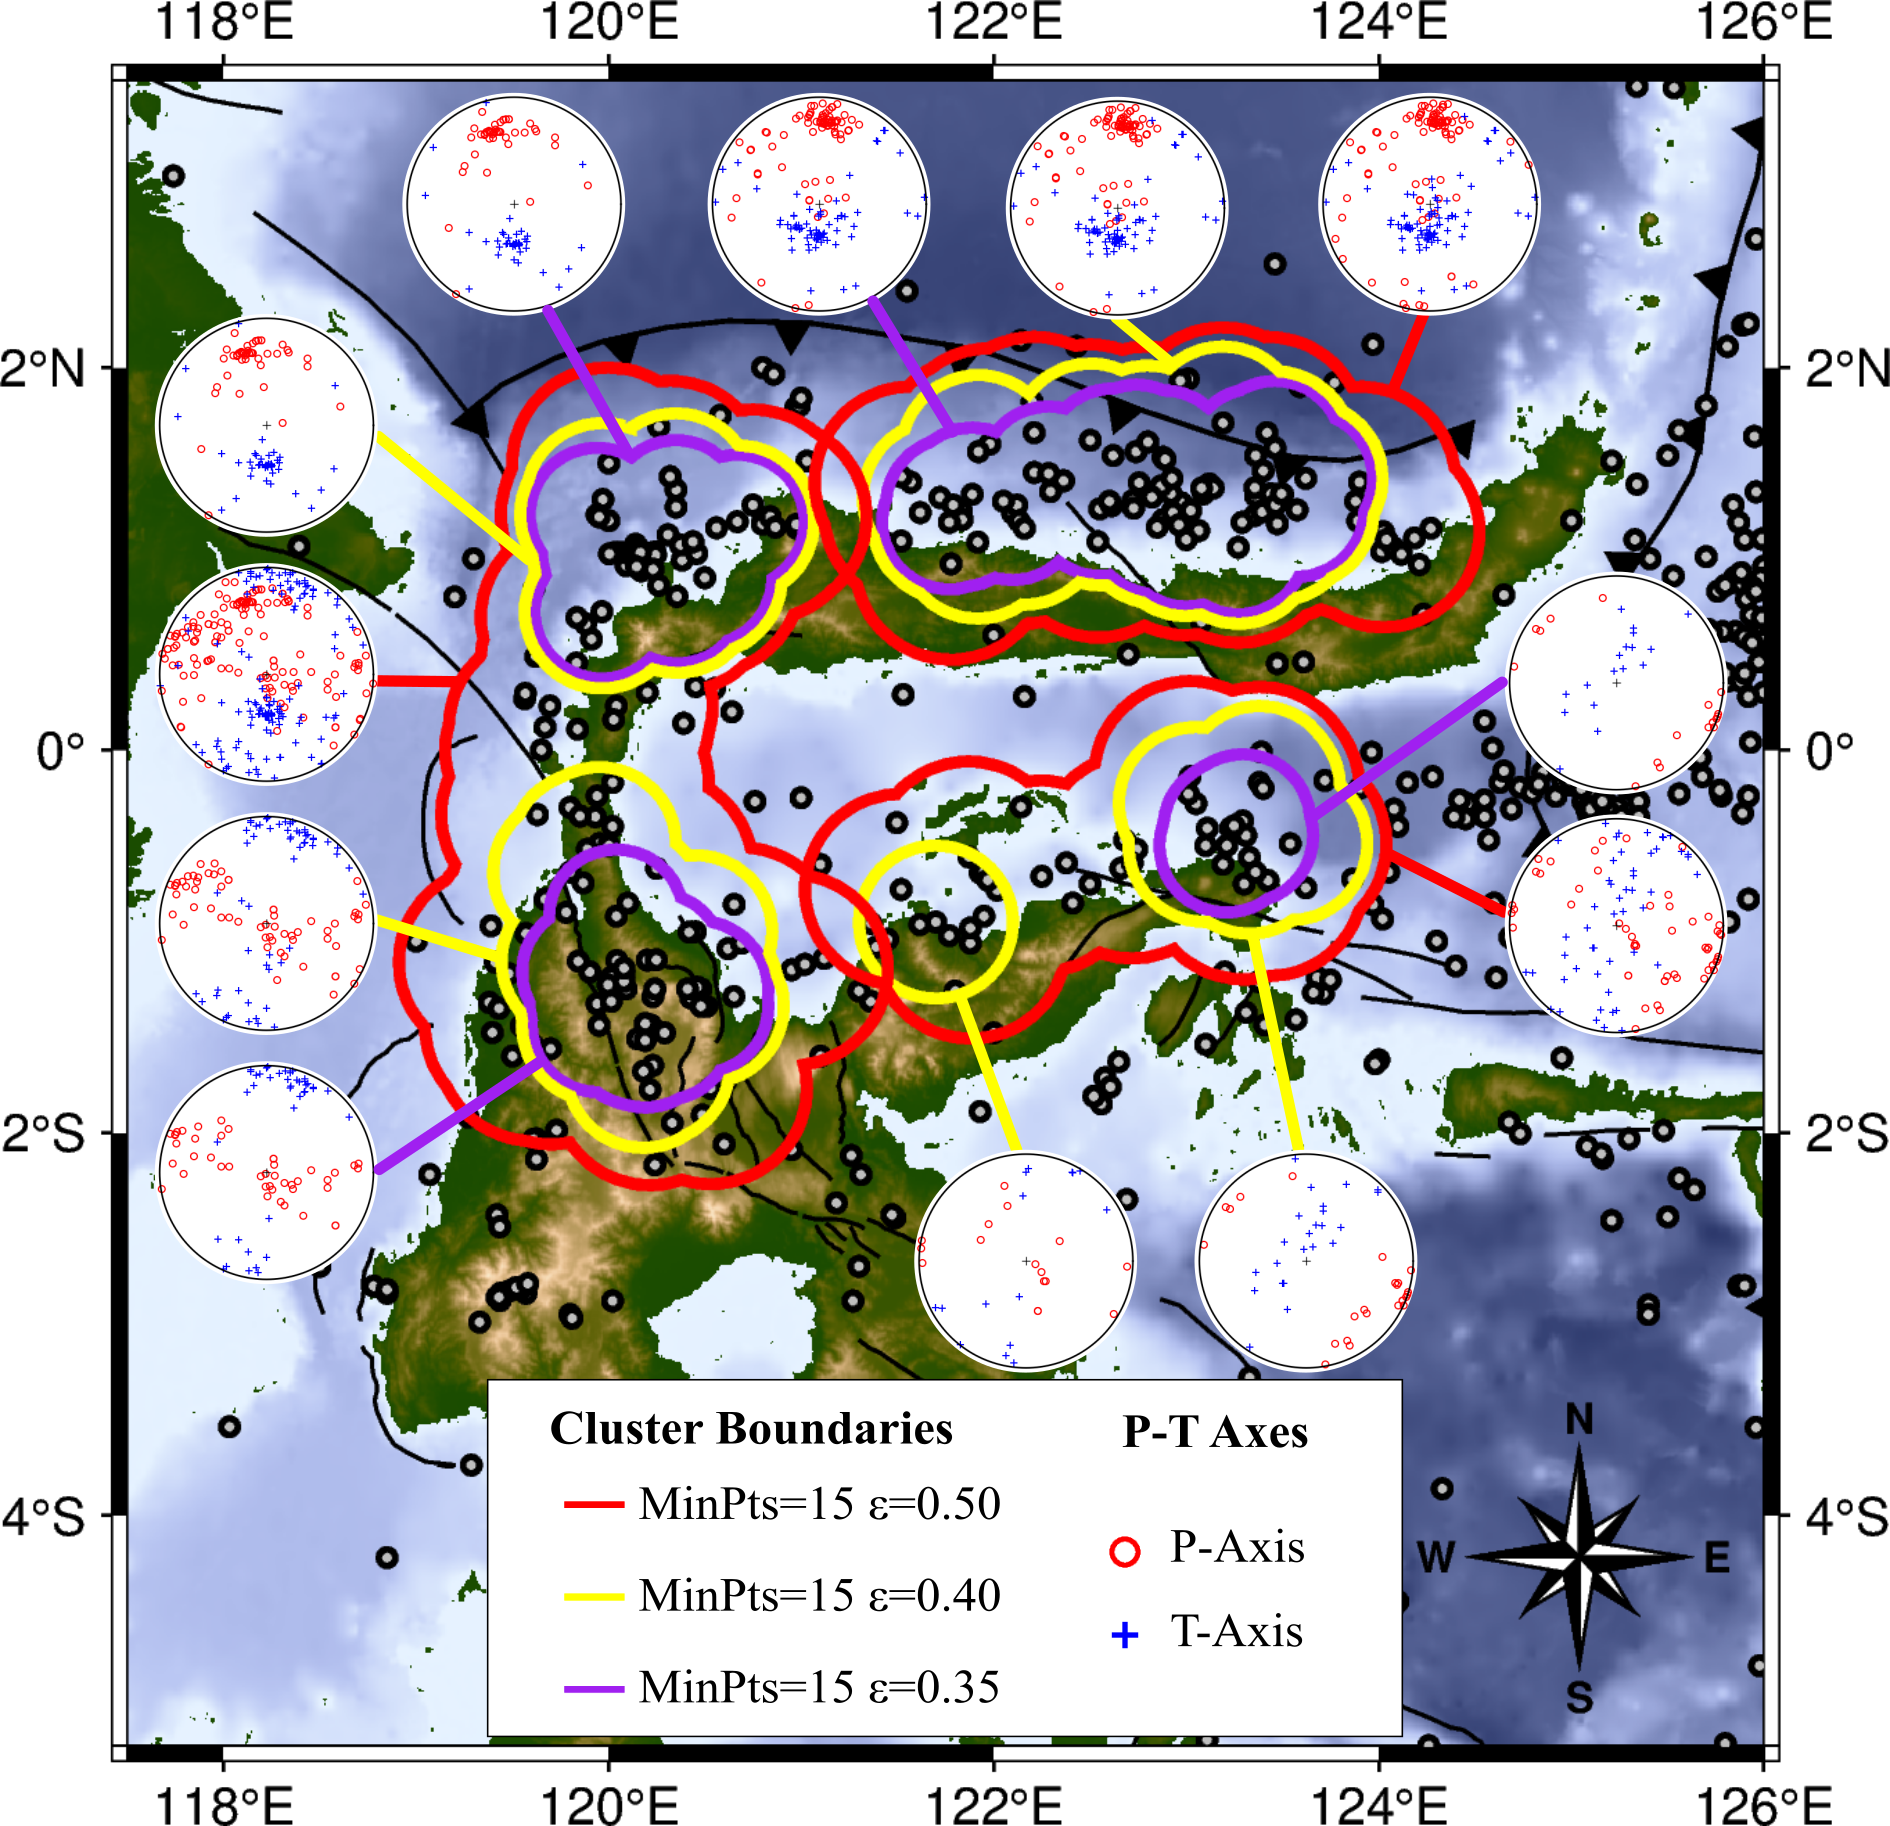 118°E 120°E 122°E 124°E 126°E
2°N 2°N
0° 0°
2°S 2°S
4°S 4°S
Cluster Boundaries
MinPts=15 ε=0.50
MinPts=15 ε=0.40
MinPts=15 ε=0.35
P-T Axes
P-Axis
T-Axis
N
W E
S
118°E 120°E 122°E 124°E 126°E